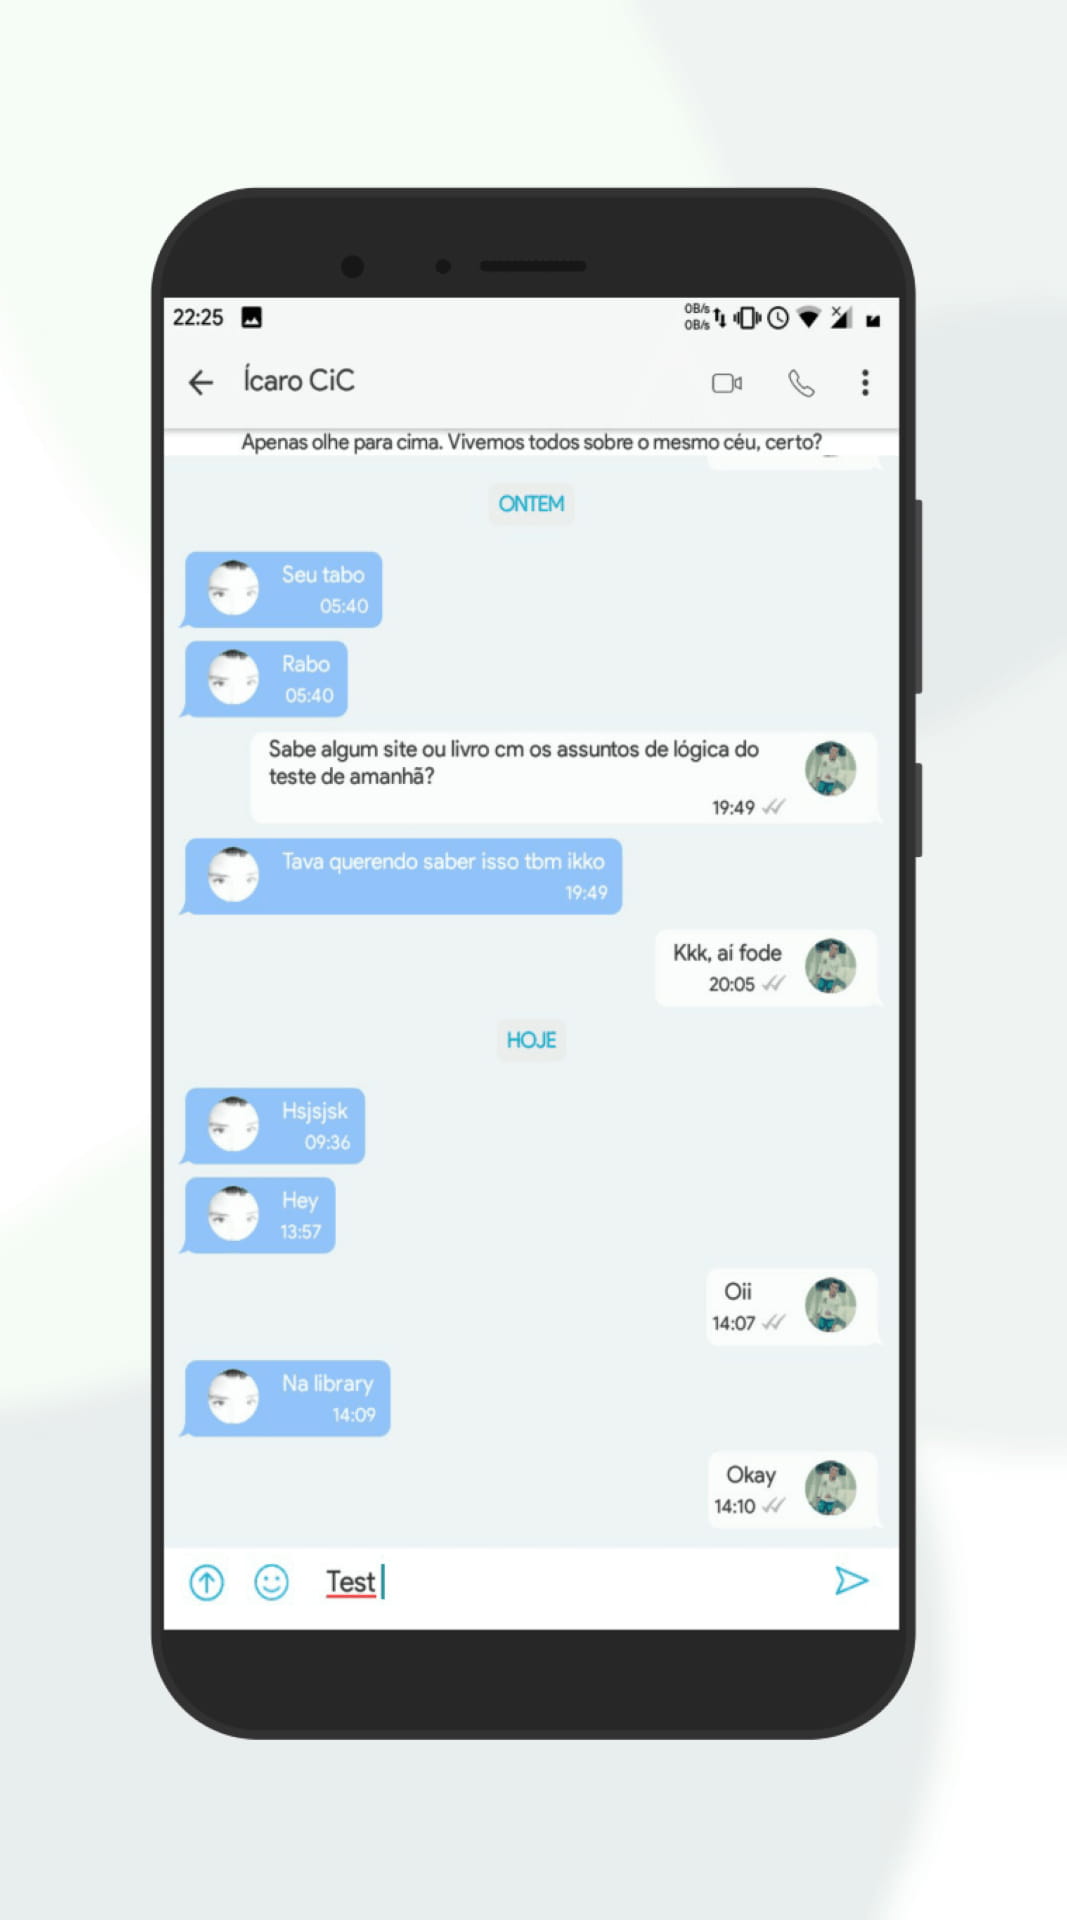 22:25
0B/s
0B/s
Ícaro CiC
Apenas olhe para cima. Vivemos todos sobre o mesmo céu, certo?
ONTEM
Seu tabo
05:40
Rabo
05:40
Sabe algum site ou livro cm os assuntos de lógica do
teste de amanhã?
19:49
Tava querendo saber isso tbm ikko
19:49
Kkk, aí fode
20:05
HOJE
Hsjsjsk
09:36
Hey
13:57
Oii
14:07
Na library
14:09
Okay
14:10
Test